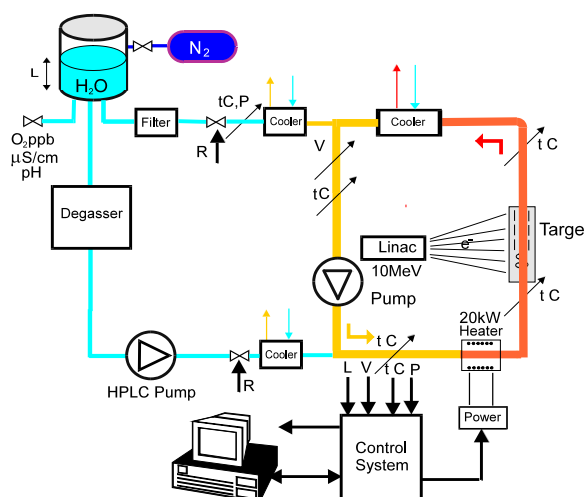 N2
L
H2O
tC,P
O2ppb
µS/cm
pH
Filter
R
Cooler
V
tC
Cooler
t C
Degasser
Linac
10MeV
e-
Targe
Pump
t C
20kW
Heater
t C
HPLC Pump
R
Cooler
L V t C P
Power
Control
System